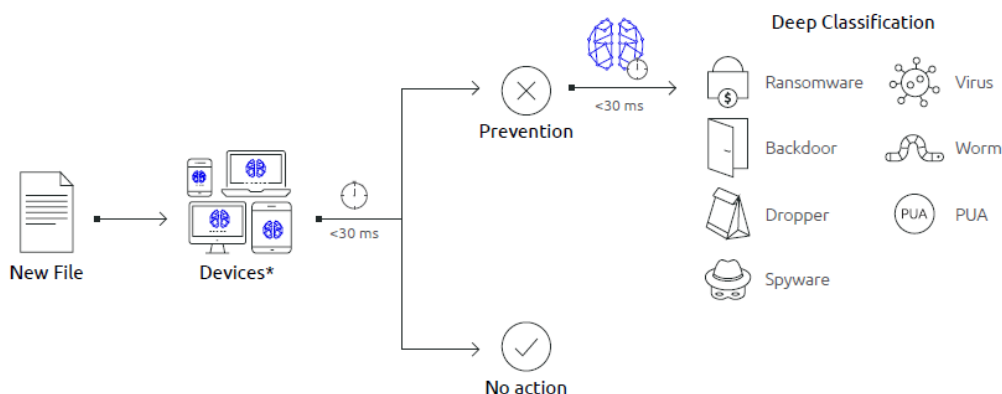 Deep Classification
Ransomware
Virus
<30 ms
Prevention
Backdoor
Worm
<30 ms
Dropper
PUA
PUA
New File
Devices*
Spyware
No action